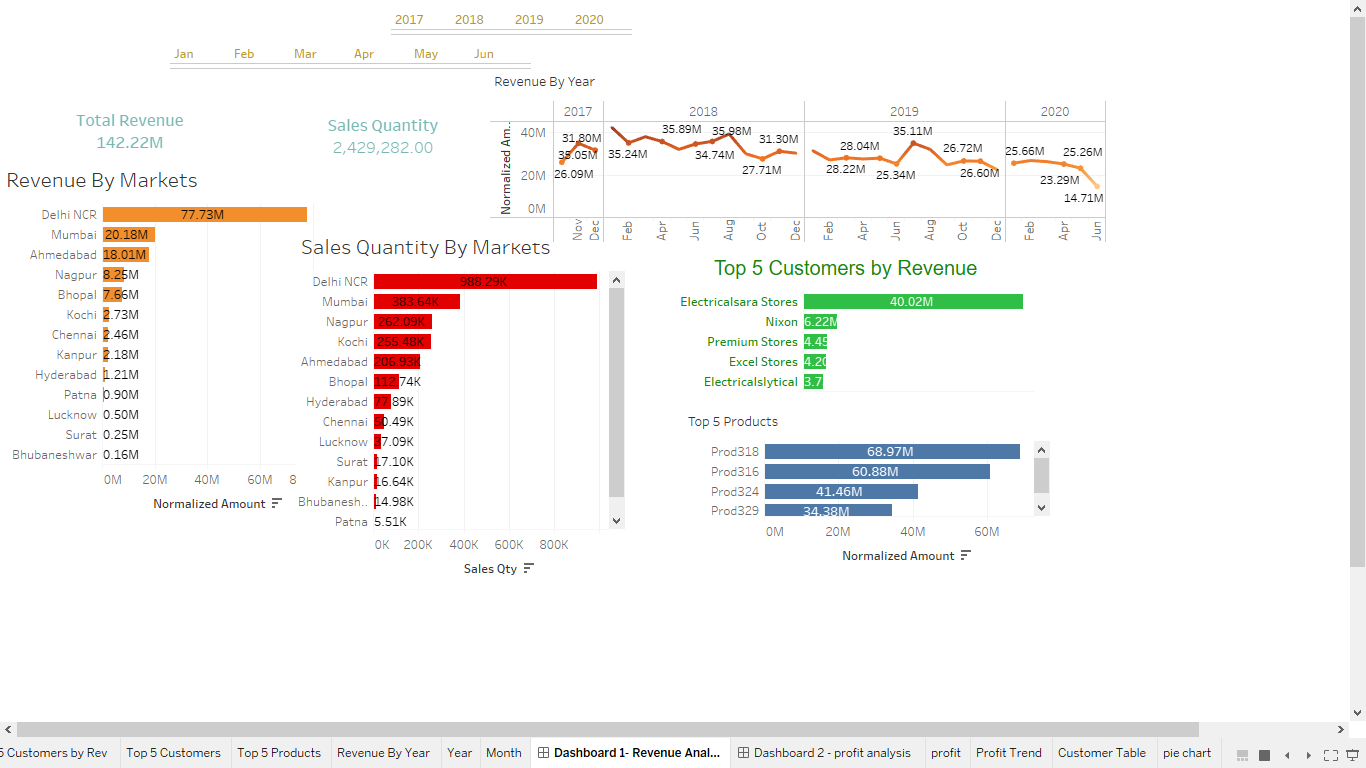 2017 2018 2019 2020
Jan Feb Mar Apr May Jun
Revenue By Year
Total Revenue
142.22M
Sales Quantity
2,429,282.00
2017 2018 2019 2020
Normalized Am..
40M
20M
0M
26.09M
35.05M
31.80M
35.24M
35.89M
34.74M
35.98M
27.71M
31.30M
28.22M
28.04M
25.34M
35.11M
26.72M
26.60M
25.66M
23.29M
25.26M
14.71M
Nov Dec Feb Apr Jun Aug Oct Dec Feb Apr Jun Aug Oct Dec Feb Apr Jun
Revenue By Markets
Delhi NCR 77.73M
Mumbai 20.18M
Ahmedabad 18.01M
Nagpur 8.25M
Bhopal 7.66M
Kochi 2.73M
Chennai 2.46M
Kanpur 2.18M
Hyderabad 1.21M
Patna 0.90M
Lucknow 0.50M
Surat 0.25M
Bhubaneshwar 0.16M
0M 20M 40M 60M 8
Normalized Amount
Sales Quantity By Markets
Delhi NCR 988.29K
Mumbai 383.64K
Nagpur 262.09K
Kochi 255.48K
Ahmedabad 206.93K
Bhopal 112.74K
Hyderabad 77.89K
Chennai 50.49K
Lucknow 37.09K
Surat 17.10K
Kanpur 16.64K
Bhubanesh.. 14.98K
Patna 5.51K
0K 200K 400K 600K 800K
Sales Qty
Top 5 Customers by Revenue
Electricalsara Stores 40.02M
Nixon 6.22M
Premium Stores 4.45
Excel Stores 4.20
Electricalslytical 3.7
Top 5 Products
Prod318 68.97M
Prod316 60.88M
Prod324 41.46M
Prod329 34.38M
0M 20M 40M 60M
Normalized Amount
5 Customers by Rev Top 5 Customers Top 5 Products Revenue By Year Year Month Dashboard 1- Revenue Anal... Dashboard 2 - profit analysis profit Profit Trend Customer Table pie chart